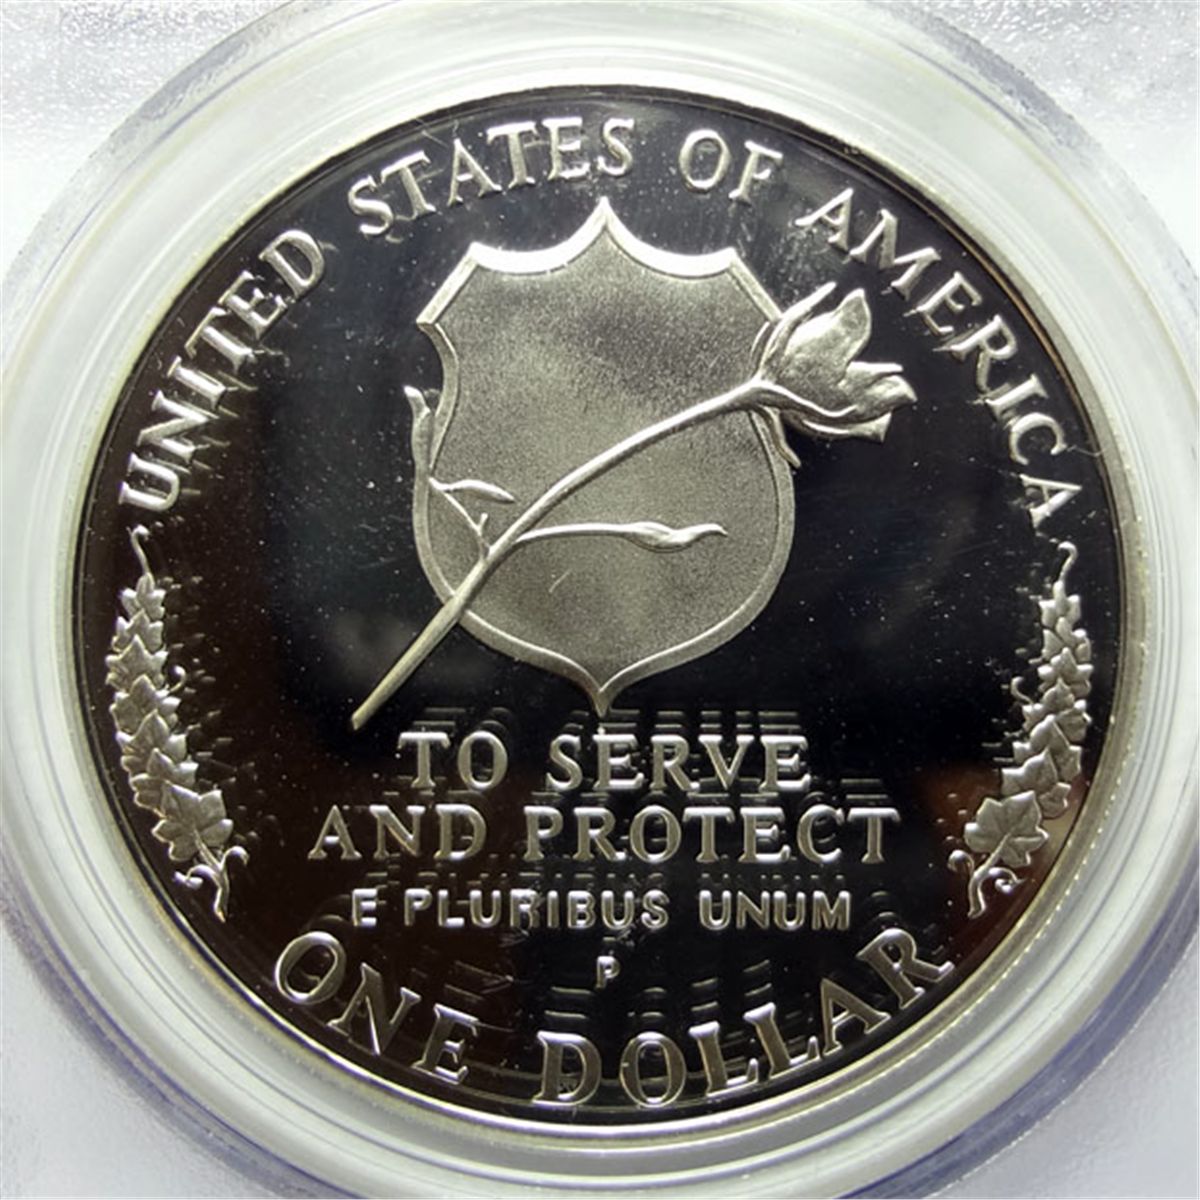 UNITED STATES OF AMERICA
TO SERVE
AND PROTECT
E PLURIBUS UNUM
P
ONE DOLLAR